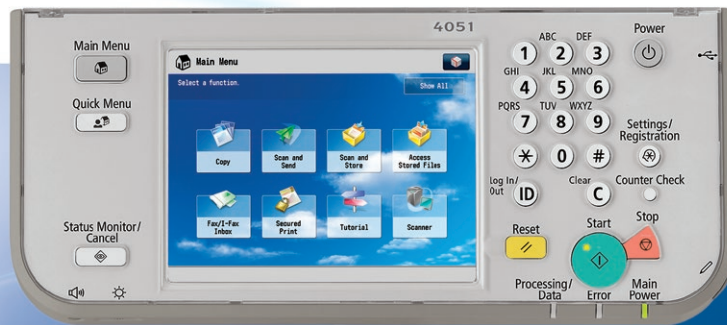 4051
Main Menu
Quick Menu
Status Monitor/
Cancel
Main Menu
Select a function.
Show All
Copy
Scan and
Send
Scan and
Store
Access
Stored Files
Fax/I-Fax
Inbox
Secured
Print
Tutorial
Scanner
ABC DEF
1 2 3
GHI JKL MNO
4 5 6
PQRS TUV WXYZ
7 8 9
* 0 #
Log In/
Out
ID
Clear
C
Power
Settings/
Registration
Counter Check
Reset
Start
Stop
Processing/
Data
Error
Main
Power